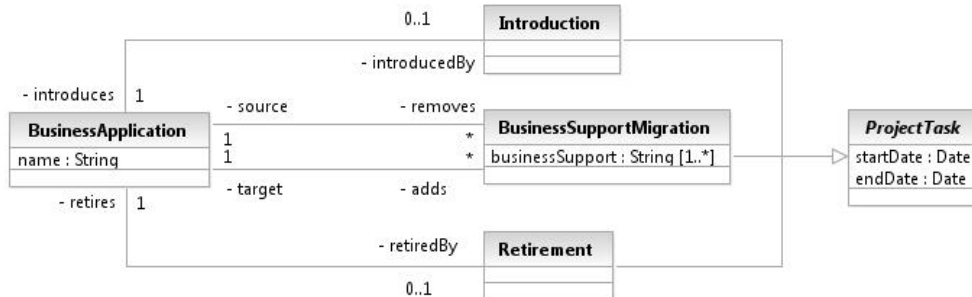 0..1
Introduction
- introducedBy
- introduces 1
- source - removes
BusinessApplication
name : String
1 *
1 *
BusinessSupportMigration
businessSupport : String [1..*]
ProjectTask
startDate : Date
endDate : Date
- target - adds
- retires 1
- retiredBy
Retirement
0..1